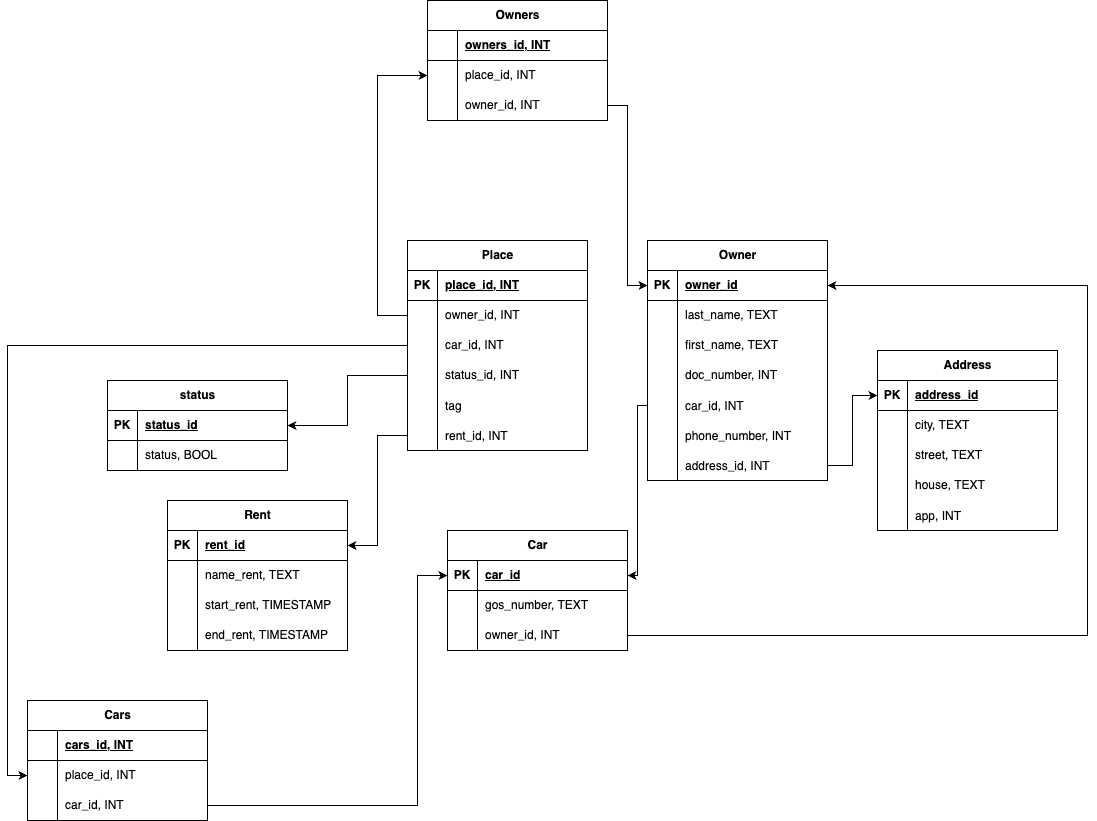 Owners
owners_id, INT
place_id, INT
owner_id, INT
Place
PK place_id, INT
owner_id, INT
car_id, INT
status_id, INT
tag
rent_id, INT
Owner
PK owner_id
last_name, TEXT
first_name, TEXT
doc_number, INT
car_id, INT
phone_number, INT
address_id, INT
Address
PK address_id
city, TEXT
street, TEXT
house, TEXT
app, INT
status
PK status_id
status, BOOL
Rent
PK rent_id
name_rent, TEXT
start_rent, TIMESTAMP
end_rent, TIMESTAMP
Car
PK car_id
gos_number, TEXT
owner_id, INT
Cars
cars_id, INT
place_id, INT
car_id, INT